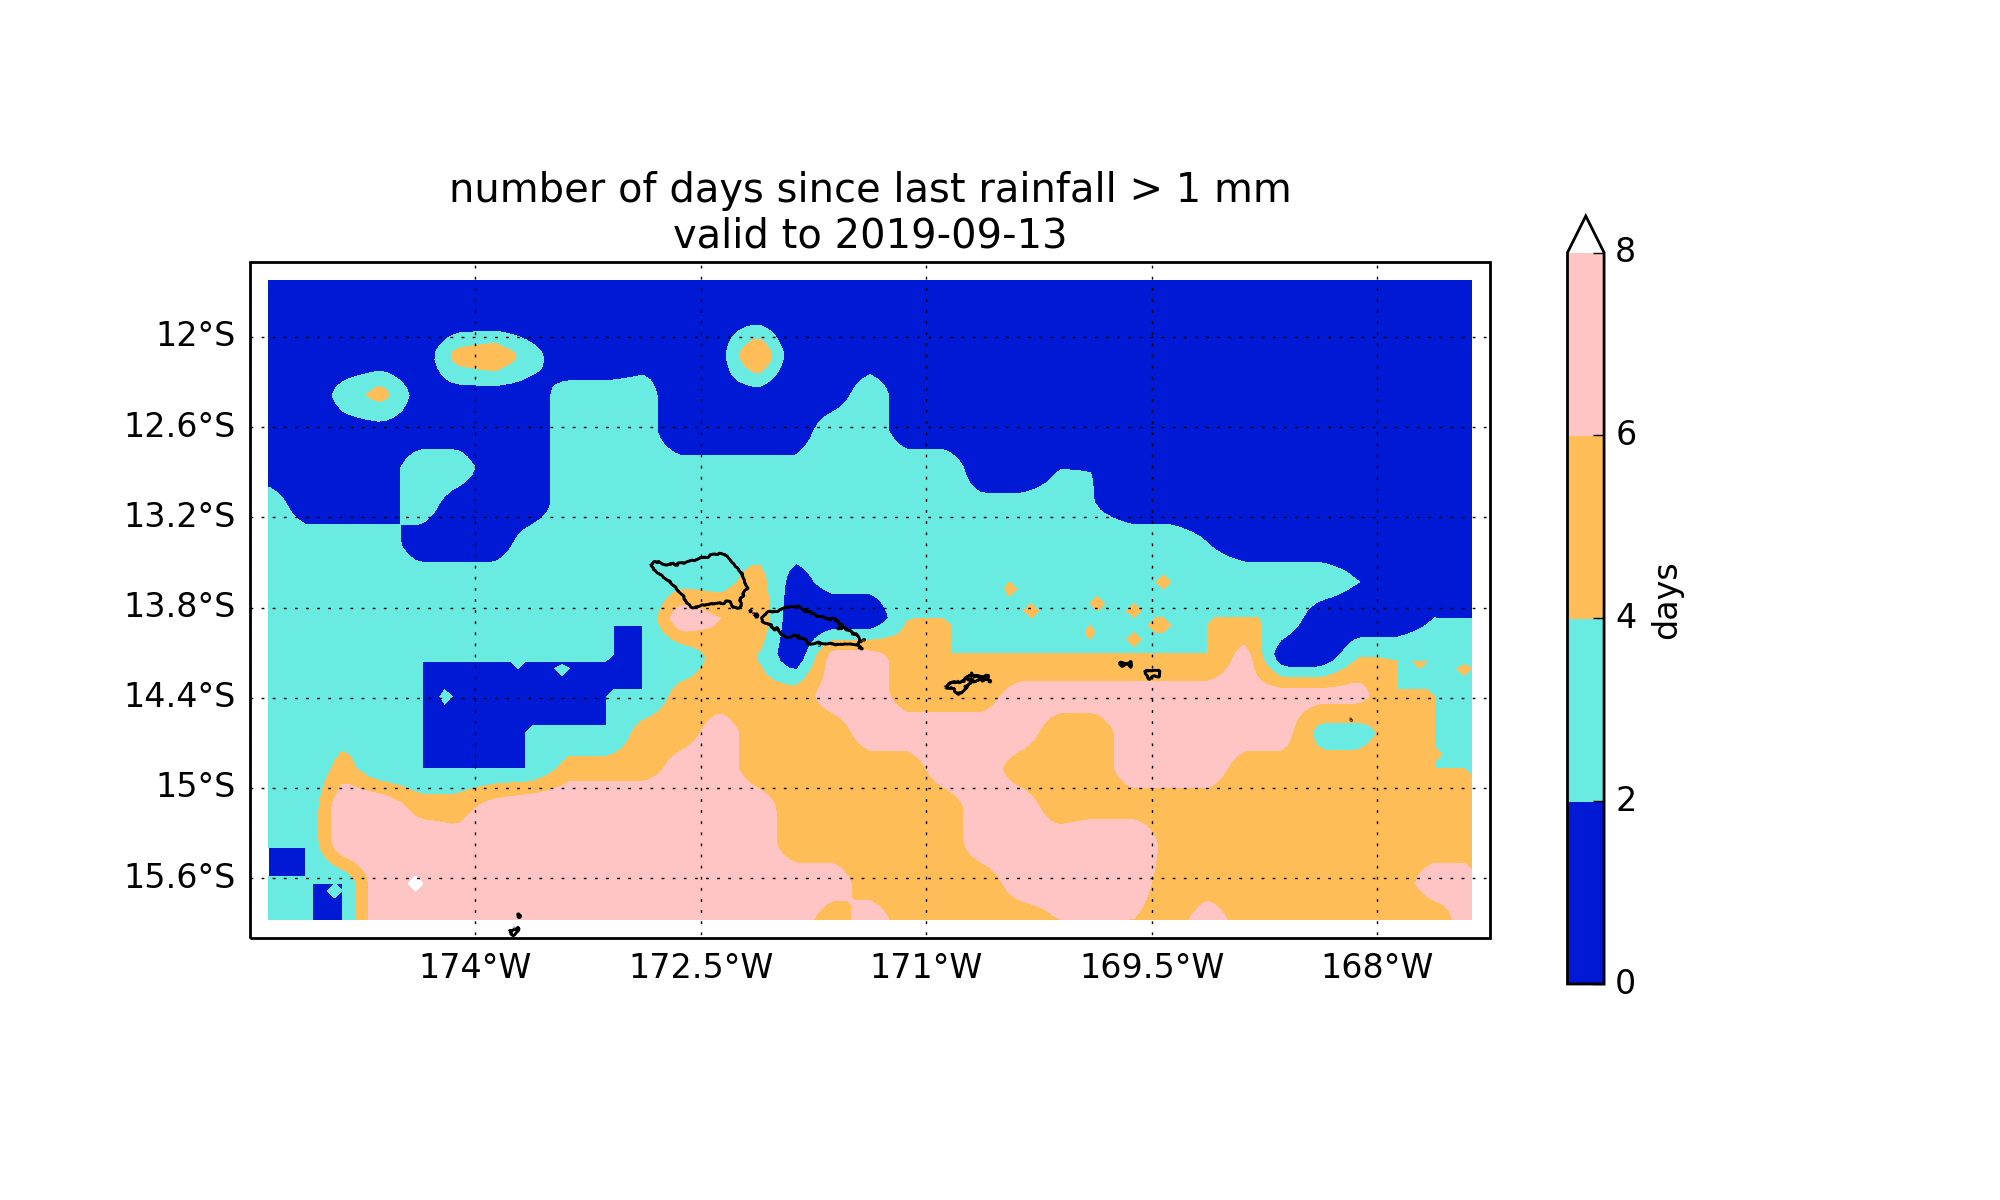 number of days since last rainfall > 1 mm
valid to 2019-09-13
12°S
12.6°S
13.2°S
13.8°S
14.4°S
15°S
15.6°S
174°W 172.5°W 171°W 169.5°W 168°W
8
6
4
2
0
days